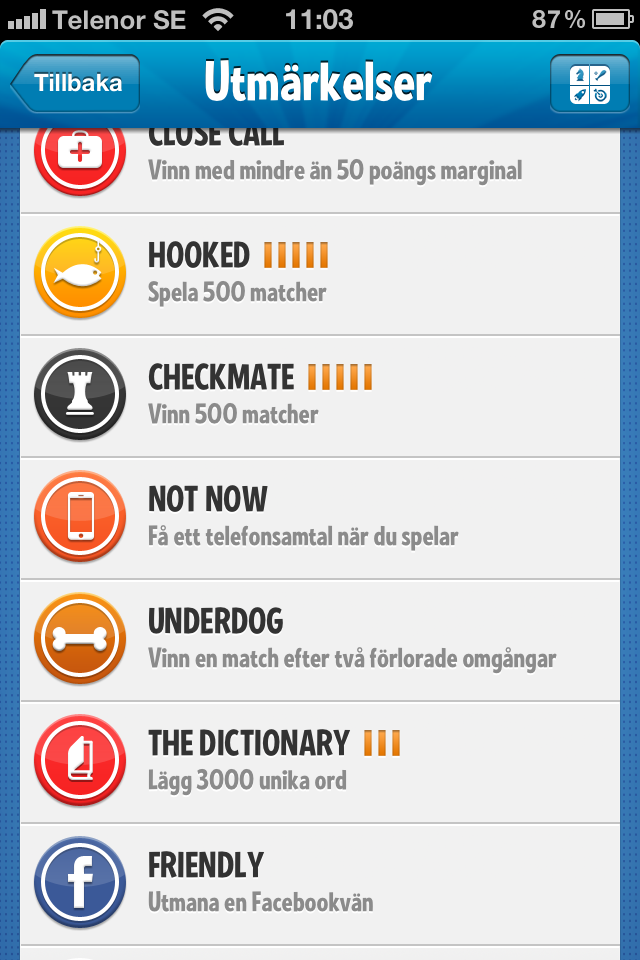 Telenor SE 11:03 87%
Tillbaka Utmärkelser
CLOSE CALL
Vinn med mindre än 50 poängs marginal
HOOKED
Spela 500 matcher
CHECKMATE
Vinn 500 matcher
NOT NOW
Få ett telefonsamtal när du spelar
UNDERDOG
Vinn en match efter två förlorade omgångar
THE DICTIONARY
Lägg 3000 unika ord
FRIENDLY
Utmana en Facebookvän